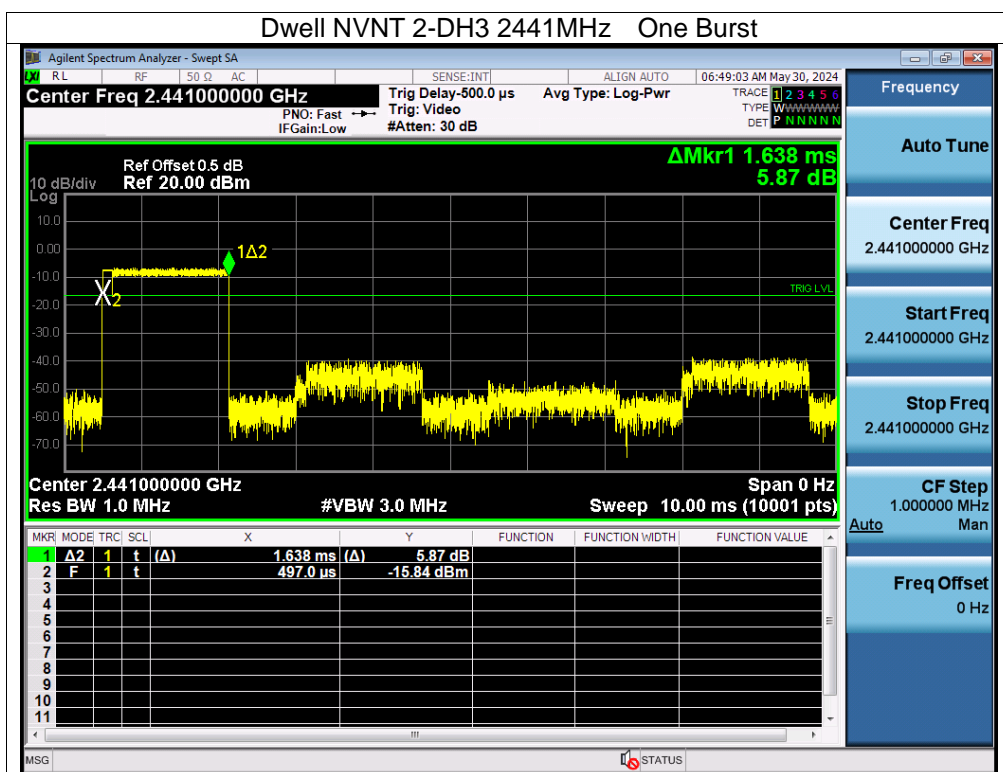 Dwell NVNT 2-DH3 2441MHz One Burst
Agilent Spectrum Analyzer - Swept SA
LXI RL RF 50 Ω AC SENSE:INT ALIGN AUTO 06:49:03 AM May 30, 2024
Center Freq 2.441000000 GHz
PNO: Fast
IFGain:Low
Trig Delay-500.0 µs
Trig: Video
#Atten: 30 dB
Avg Type: Log-Pwr
TRACE 1 2 3 4 5 6
TYPE WWWWWW
DET P N N N N N
ΔMkr1 1.638 ms
5.87 dB
Ref Offset 0.5 dB
10 dB/div Ref 20.00 dBm
Log
10.0
0.00
-10.0
-20.0
-30.0
-40.0
-50.0
-60.0
-70.0
1Δ2
2
TRIG LVL
Center 2.441000000 GHz Span 0 Hz
Res BW 1.0 MHz #VBW 3.0 MHz Sweep 10.00 ms (10001 pts)
MKR MODE TRC SCL X Y FUNCTION FUNCTION WIDTH FUNCTION VALUE
1 Δ2 1 t (Δ) 1.638 ms (Δ) 5.87 dB
2 F 1 t 497.0 µs -15.84 dBm
3
4
5
6
7
8
9
10
11
MSG STATUS
Frequency
Auto Tune
Center Freq
2.441000000 GHz
Start Freq
2.441000000 GHz
Stop Freq
2.441000000 GHz
CF Step
1.000000 MHz
Auto Man
Freq Offset
0 Hz